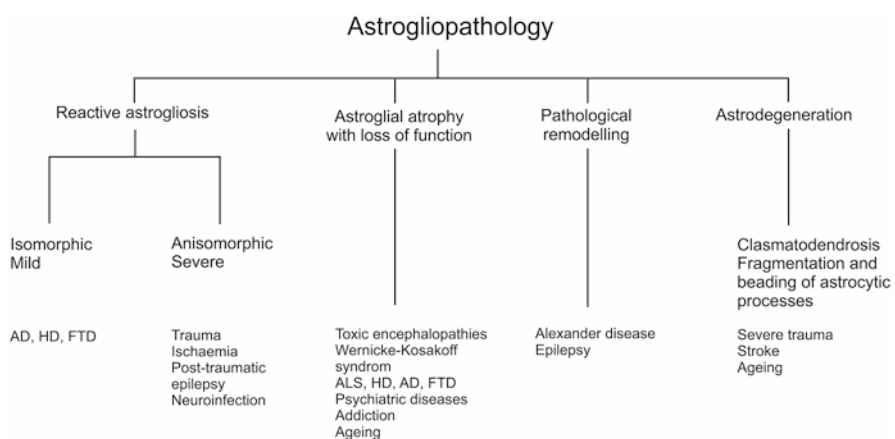 Astrogliopathology
Reactive astrogliosis
Astroglial atrophy
with loss of function
Pathological
remodelling
Astrodegeneration
Isomorphic
Mild
Anisomorphic
Severe
Clasmatodendrosis
Fragmentation and
beading of astrocytic
processes
AD, HD, FTD
Trauma
Ischaemia
Post-traumatic
epilepsy
Neuroinfection
Toxic encephalopathies
Wernicke-Kosakoff
syndrom
ALS, HD, AD, FTD
Psychiatric diseases
Addiction
Ageing
Alexander disease
Epilepsy
Severe trauma
Stroke
Ageing